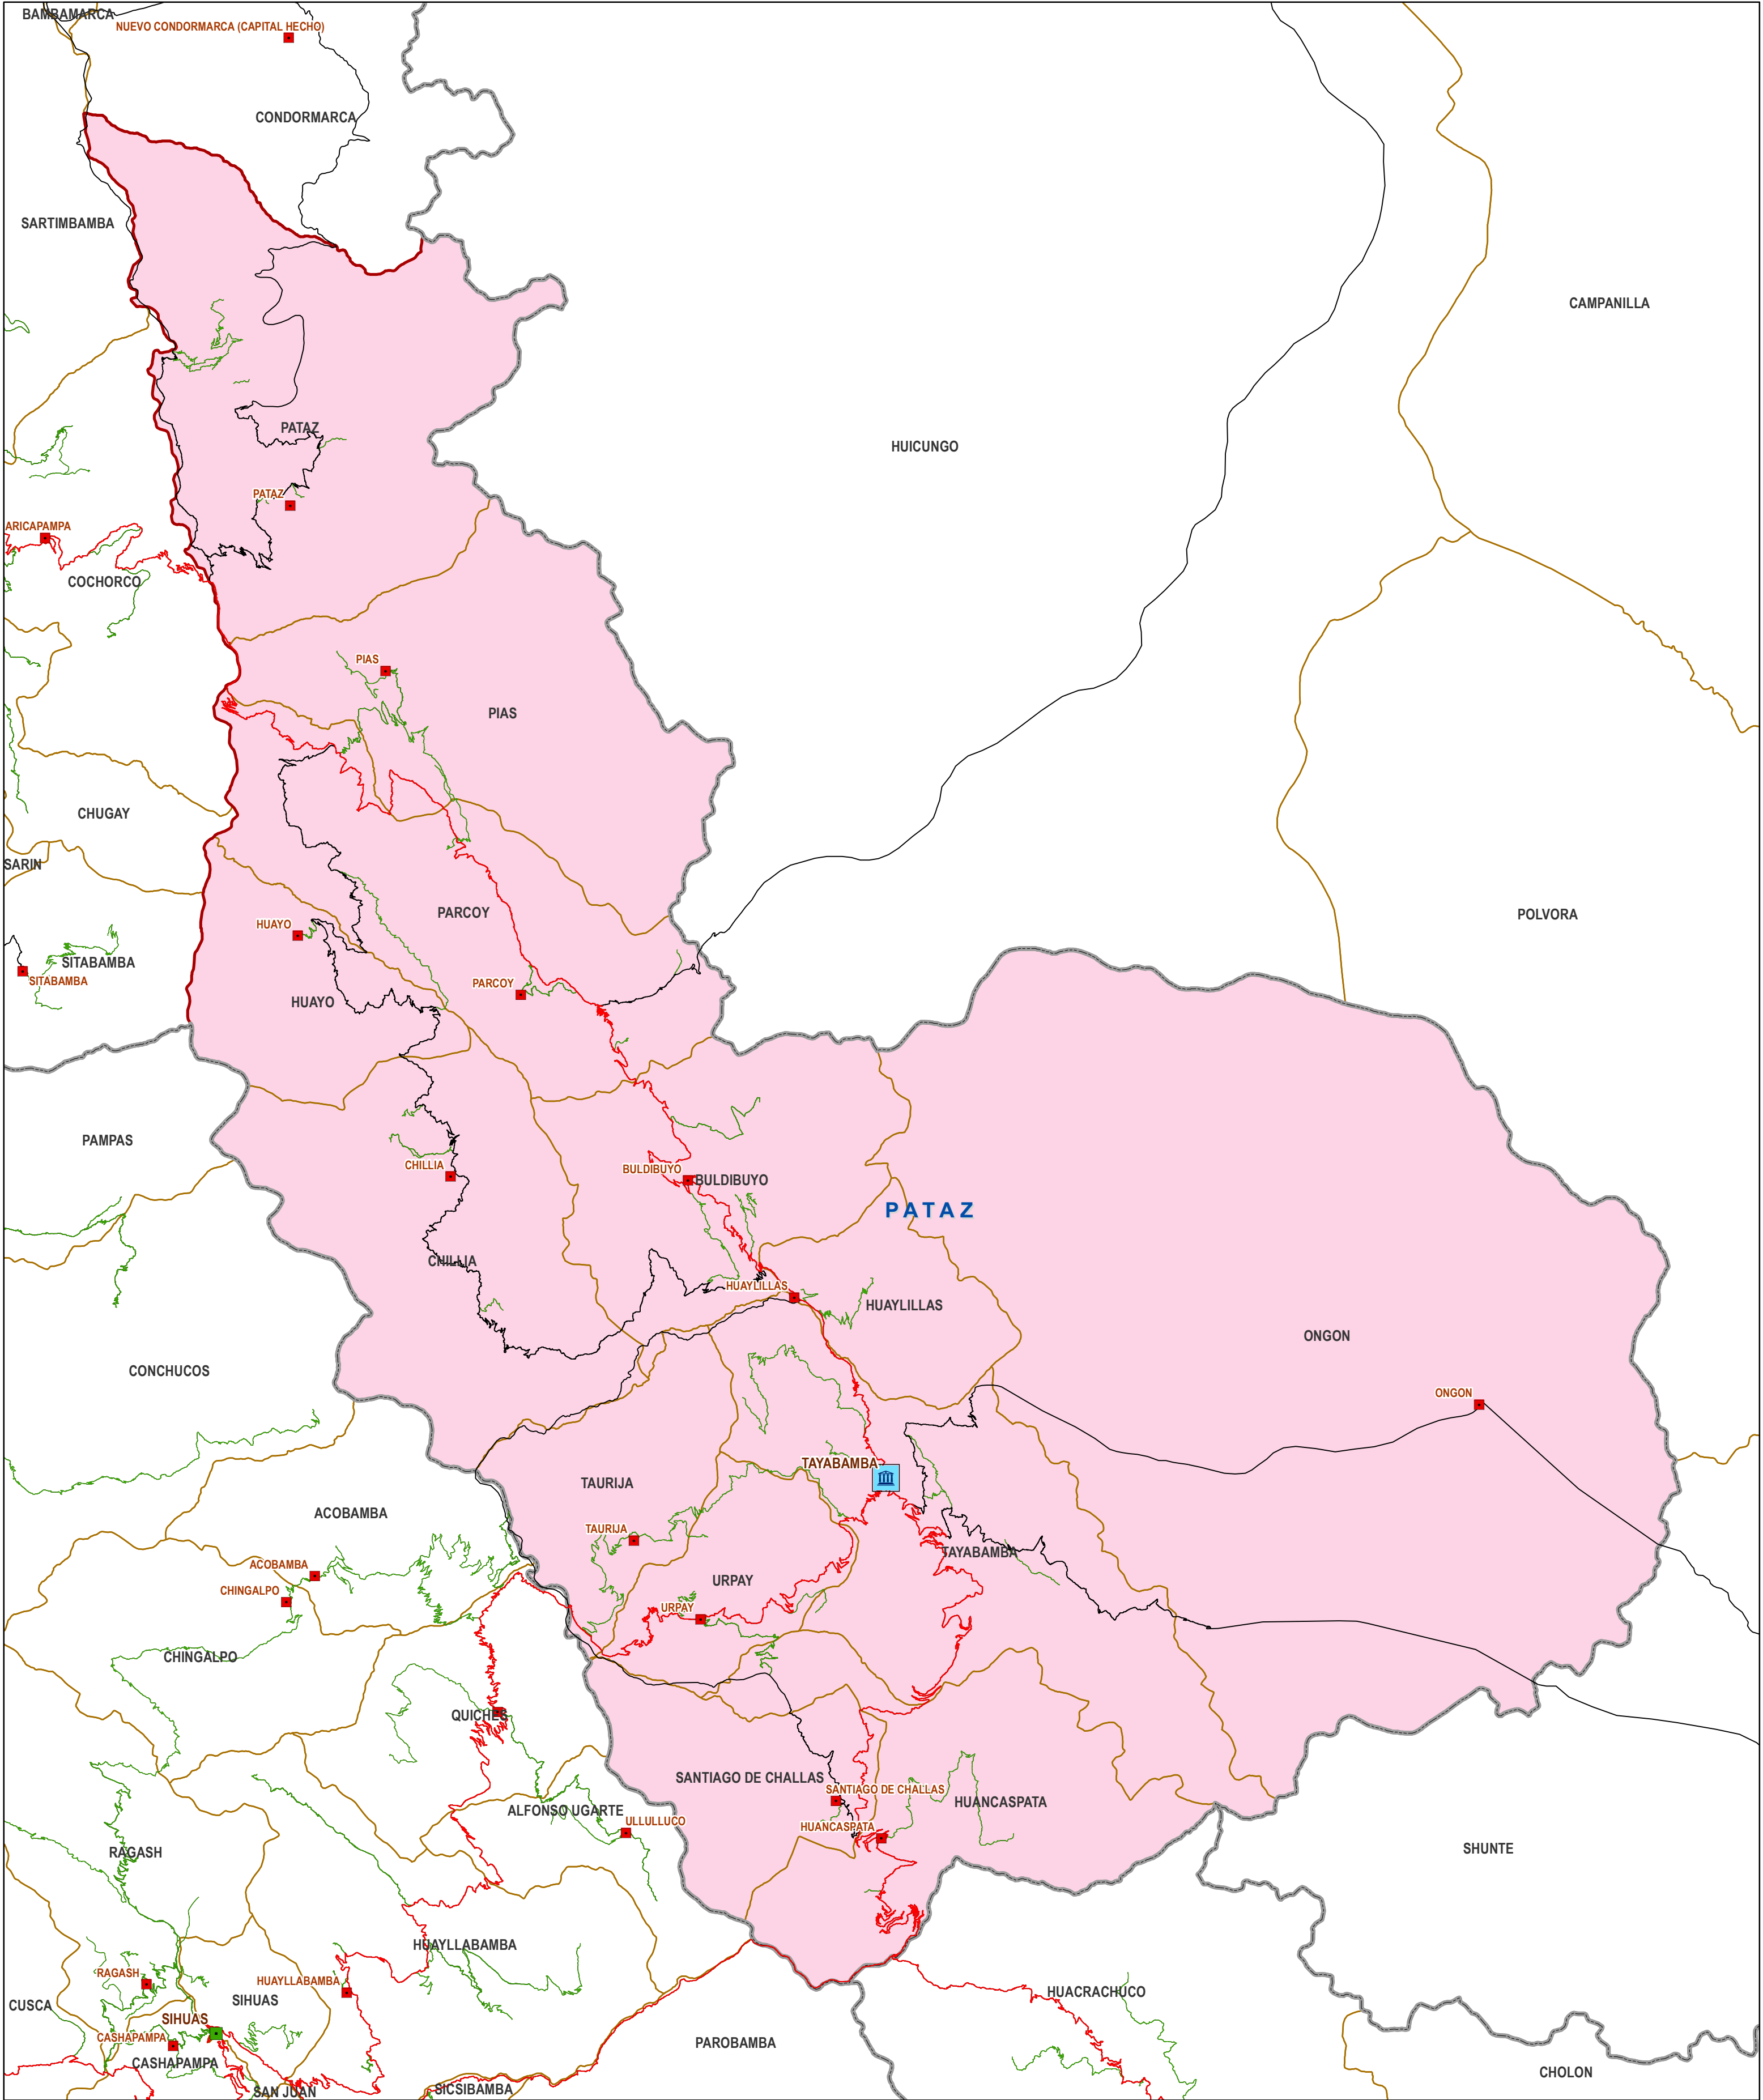 BAMBAMARCA
NUEVO CONDORMARCA (CAPITAL HECHO)
CONDORMARCA
SARTIMBAMBA
CAMPANILLA
PATAZ
HUICUNGO
PATAZ
ARICAPAMPA
COCHORCO
PIAS
PIAS
CHUGAY
SARIN
PARCOY
POLVORA
HUAYO
SITABAMBA
SITABAMBA
PARCOY
HUAYO
PAMPAS
CHILLIA
BULDIBUYO
BULDIBUYO
PATAZ
CHILLIA
HUAYLILLAS
HUAYLILLAS
ONGON
CONCHUCOS
ONGON
TAYABAMBA
TAURIJA
ACOBAMBA
TAURIJA
TAYABAMBA
ACOBAMBA
URPAY
CHINGALPO
URPAY
CHINGALPO
QUICHES
SANTIAGO DE CHALLAS
SANTIAGO DE CHALLAS
HUANCASPATA
ALFONSO UGARTE
ULLULLUCO
HUANCASPATA
RAGASH
SHUNTE
HUAYLLABAMBA
RAGASH
HUAYLLABAMBA
HUACRACHUCO
CUSCA
SIHUAS
SIHUAS
CASHAPAMPA
PAROBAMBA
CASHAPAMPA
CHOLON
SAN JUAN
SICSIBAMBA